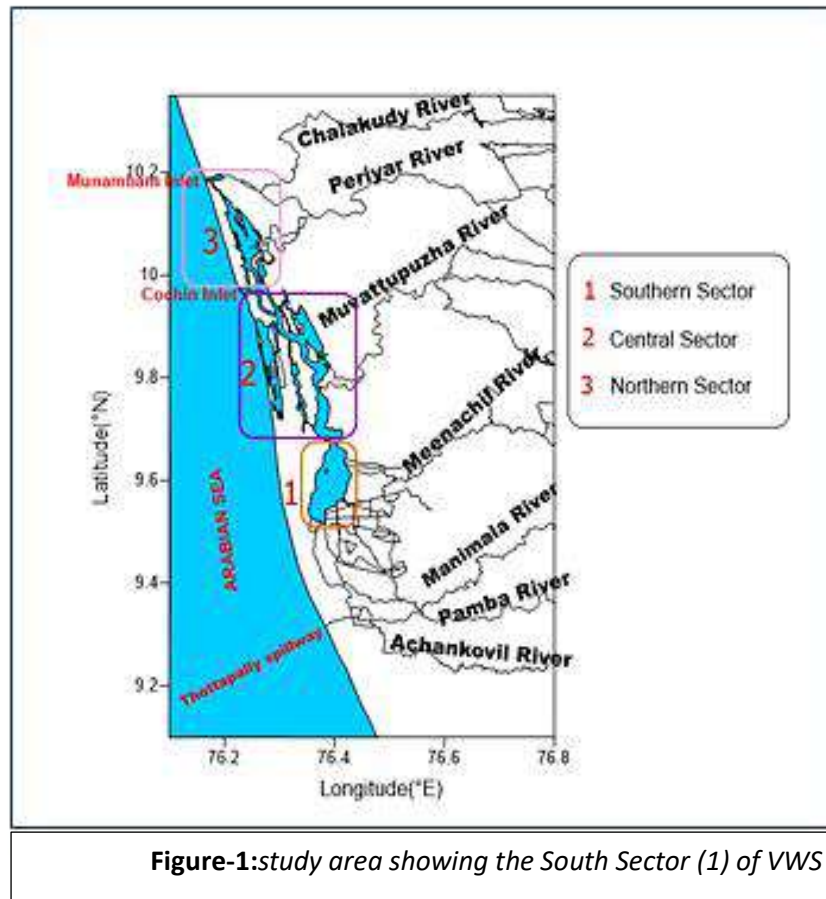 Chalakudy River
10.2
Munambam Inlet
Periyar River
3
Muvattupuzha River
10
Cochin Inlet
1 Southern Sector
2 Central Sector
3 Northern Sector
9.8
2
Meenachil River
Latitude(°N)
9.6
1
ARABIAN SEA
Manimala River
9.4
Pamba River
Achankovil River
Thottapally spillway
9.2
76.2
76.4
76.6
76.8
Longitude(°E)
Figure-1:study area showing the South Sector (1) of VWS